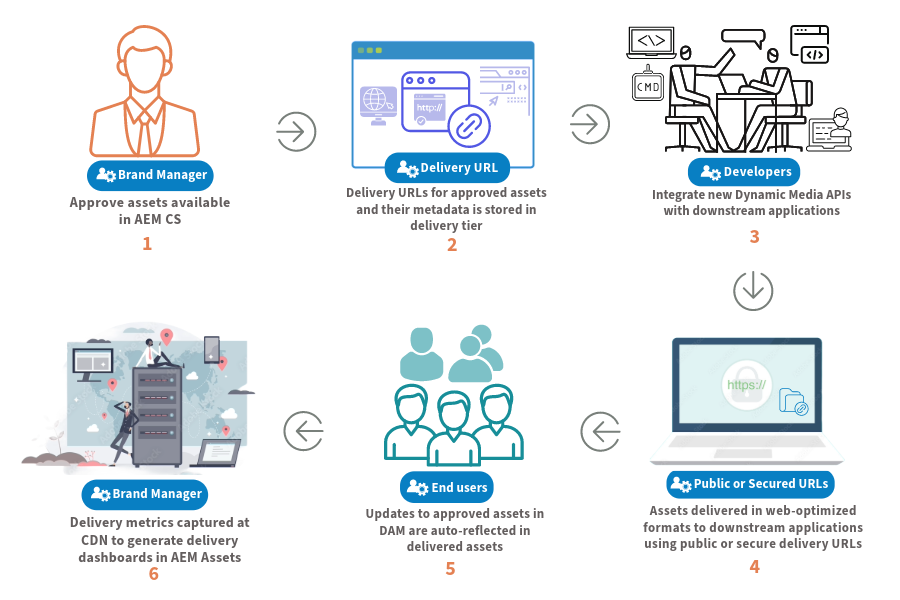 <\>
</>
CMD
http://
Brand Manager
Approve assets available
in AEM CS
1
Delivery URL
Delivery URLs for approved assets
and their metadata is stored in
delivery tier
2
Developers
Integrate new Dynamic Media APIs
with downstream applications
3
https://
Public or Secured URLs
Assets delivered in web-optimized
formats to downstream applications
using public or secure delivery URLs
4
End users
Updates to approved assets in
DAM are auto-reflected in
delivered assets
5
Brand Manager
Delivery metrics captured at
CDN to generate delivery
dashboards in AEM Assets
6